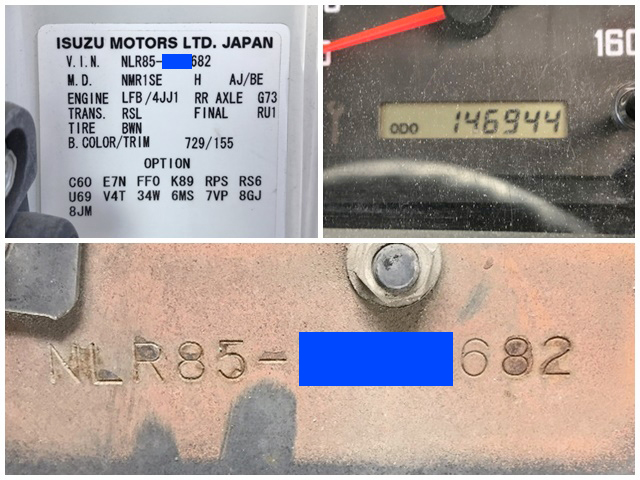 ISUZU MOTORS LTD. JAPAN
V.I.N. NLR85-682
M.D. NMR1SE H AJ/BE
ENGINE LFB/4JJ1 RR AXLE G73
TRANS. RSL FINAL RU1
TIRE BWN
B.COLOR/TRIM 729/155
OPTION
C60 E7N FF0 K89 RPS RS6
U69 V4T 34W 6MS 7VP 8GJ
8JM
160
ODO 146944
NLR85-682